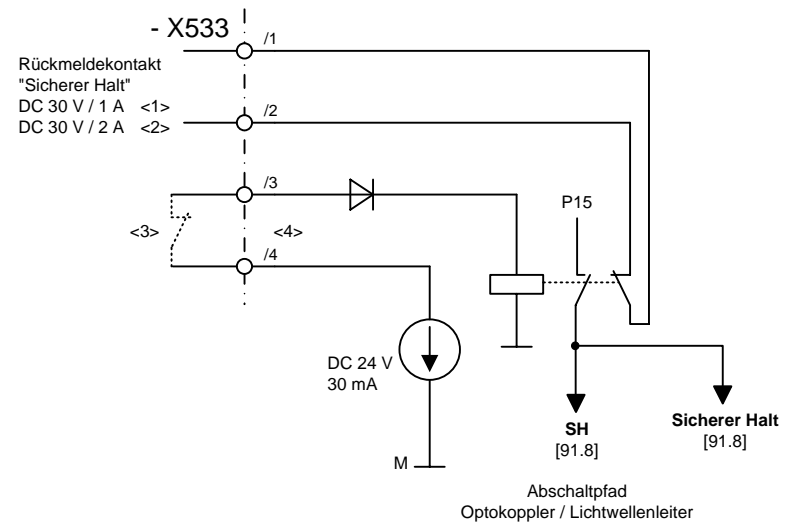 - X533
/1
Rückmeldekontakt
"Sicherer Halt"
DC 30 V / 1 A <1>
DC 30 V / 2 A <2>
/2
/3
<3>
<4>
/4
P15
DC 24 V
30 mA
M
SH
[91.8]
Sicherer Halt
[91.8]
Abschaltpfad
Optokoppler / Lichtwellenleiter